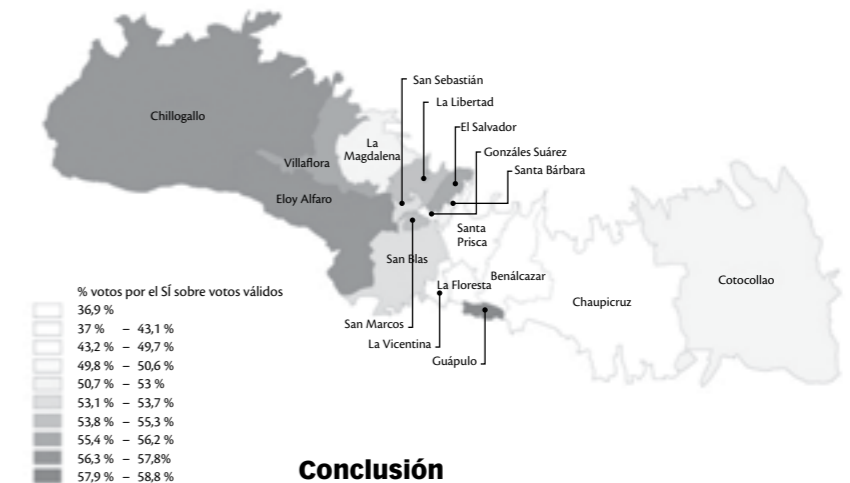 San Sebastián
La Libertad
El Salvador
Gonzáles Suárez
Santa Bárbara
Chillogallo
La
Magdalena
Villaflora
Eloy Alfaro
Santa
Prisca
San Blas
La Floresta
Benálcazar
Chaupicruz
Cotocollao
San Marcos
La Vicentina
Guápulo
% votos por el SÍ sobre votos válidos
36,9 %
37 % – 43,1 %
43,2 % – 49,7 %
49,8 % – 50,6 %
50,7 % – 53 %
53,1 % – 53,7 %
53,8 % – 55,3 %
55,4 % – 56,2%
56,3 % – 57,8%
57,9 % – 58,8 %
Conclusión